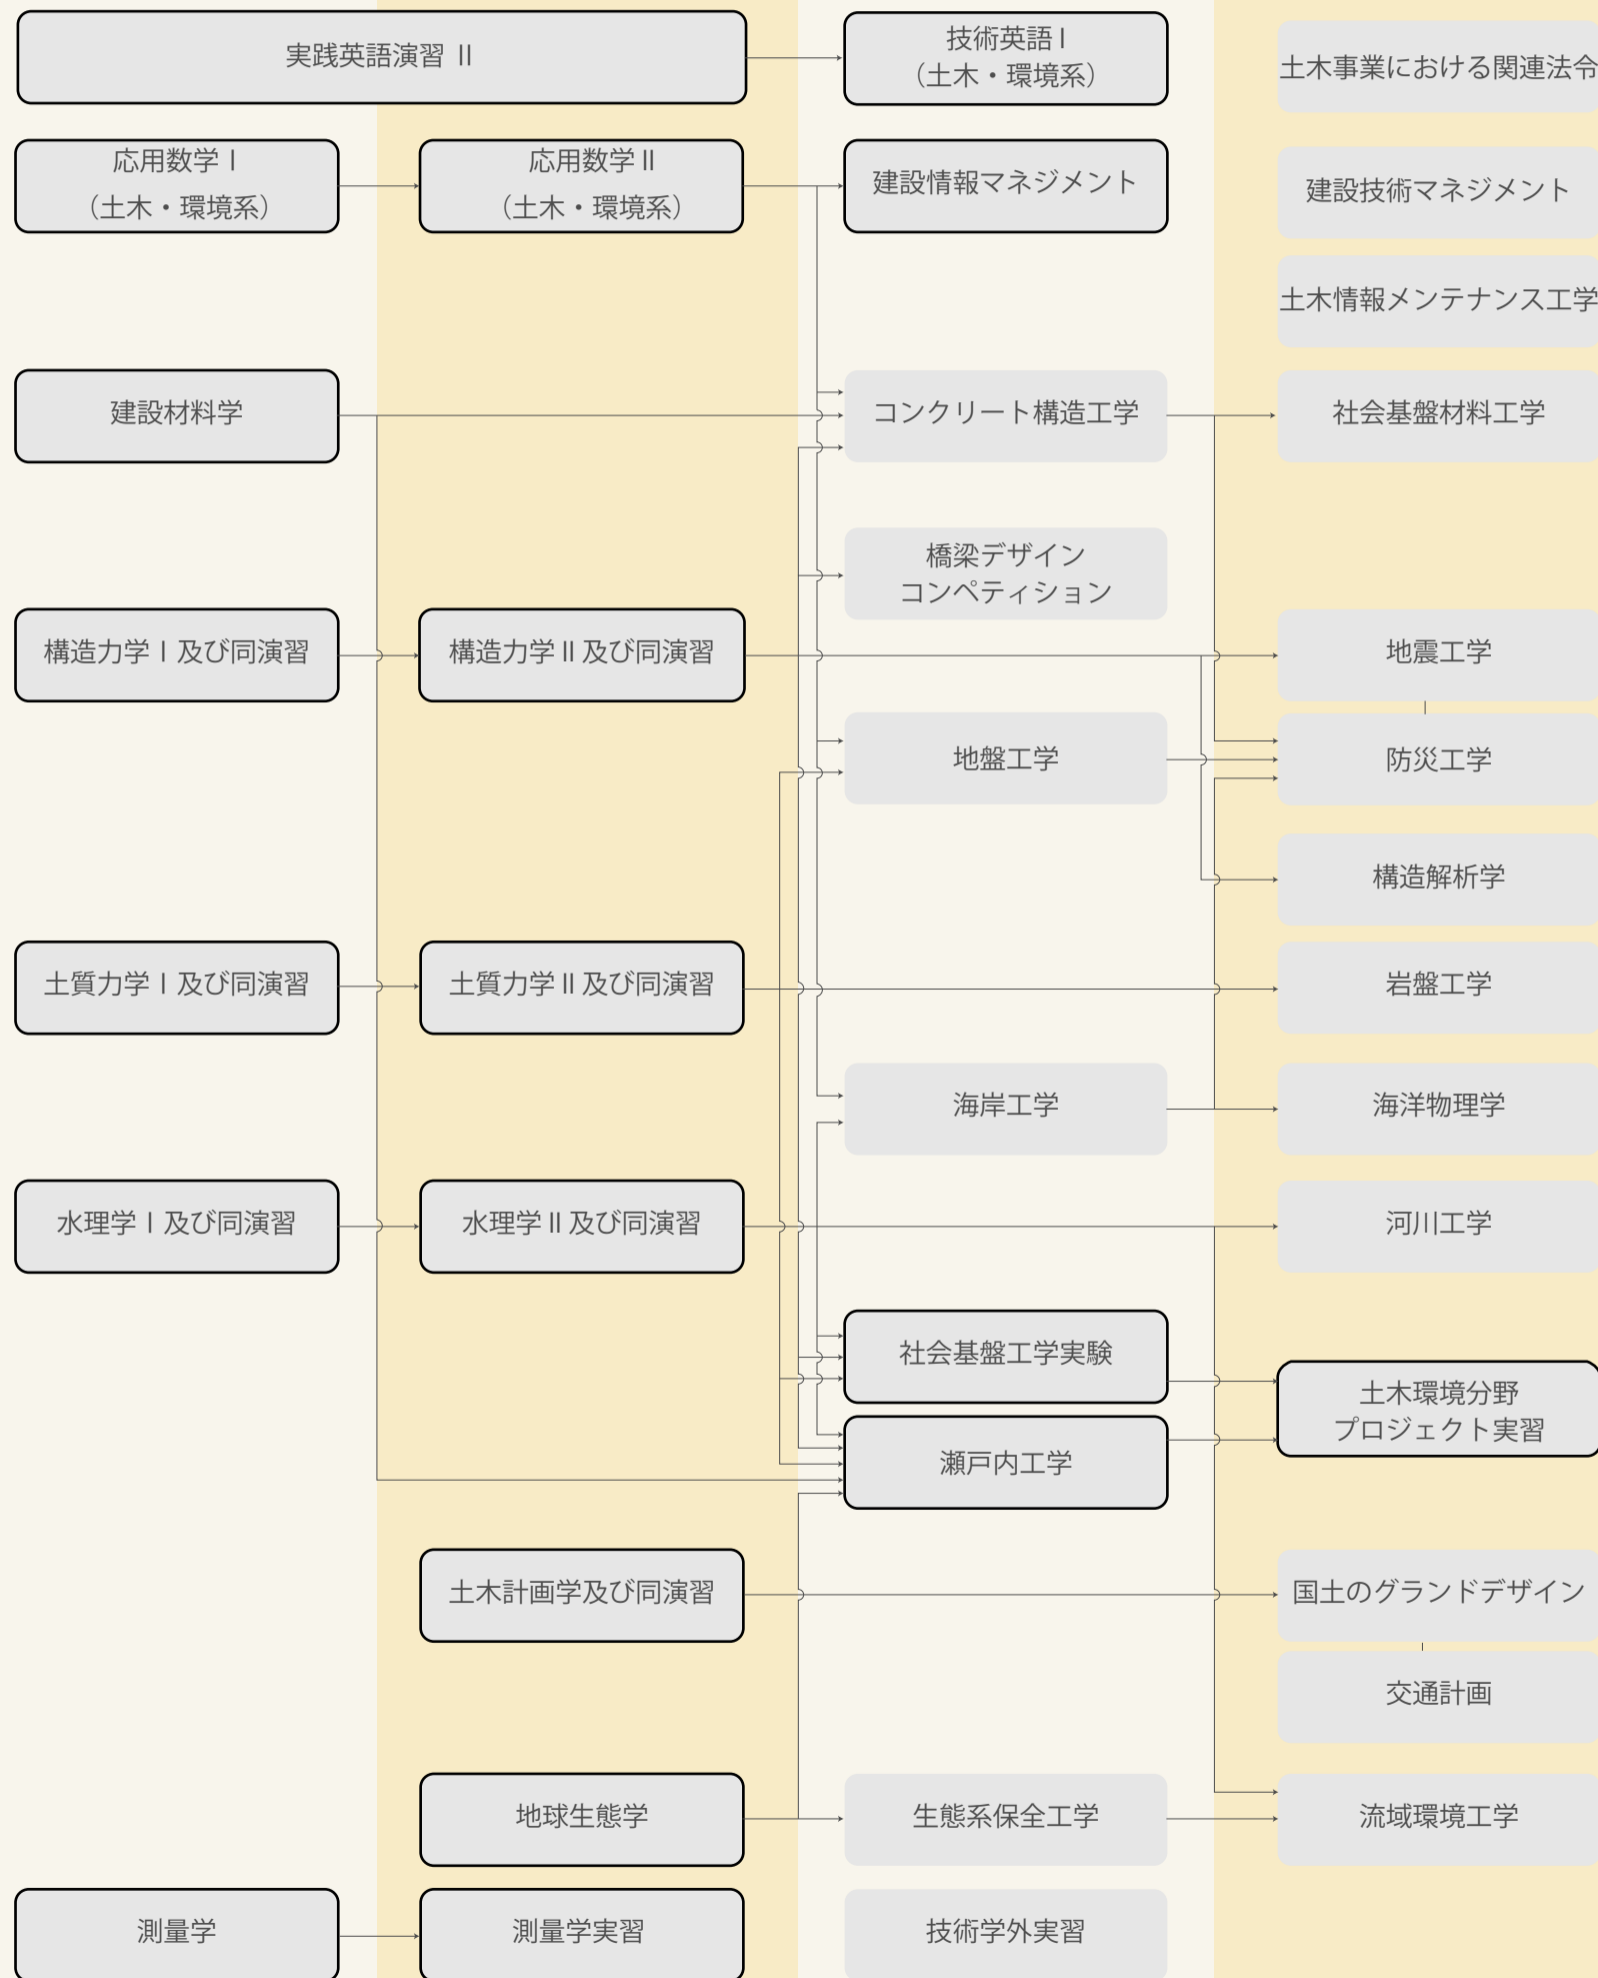 実践英語演習 Ⅱ
技術英語Ⅰ
（土木・環境系）
土木事業における関連法令
応用数学Ⅰ
（土木・環境系）
応用数学Ⅱ
（土木・環境系）
建設情報マネジメント
建設技術マネジメント
土木情報メンテナンス工学
建設材料学
コンクリート構造工学
社会基盤材料工学
橋梁デザイン
コンペティション
構造力学Ⅰ及び同演習
構造力学Ⅱ及び同演習
地震工学
地盤工学
防災工学
構造解析学
土質力学Ⅰ及び同演習
土質力学Ⅱ及び同演習
岩盤工学
海岸工学
海洋物理学
水理学Ⅰ及び同演習
水理学Ⅱ及び同演習
河川工学
社会基盤工学実験
土木環境分野
プロジェクト実習
瀬戸内工学
土木計画学及び同演習
国土のグランドデザイン
交通計画
地球生態学
生態系保全工学
流域環境工学
測量学
測量学実習
技術学外実習